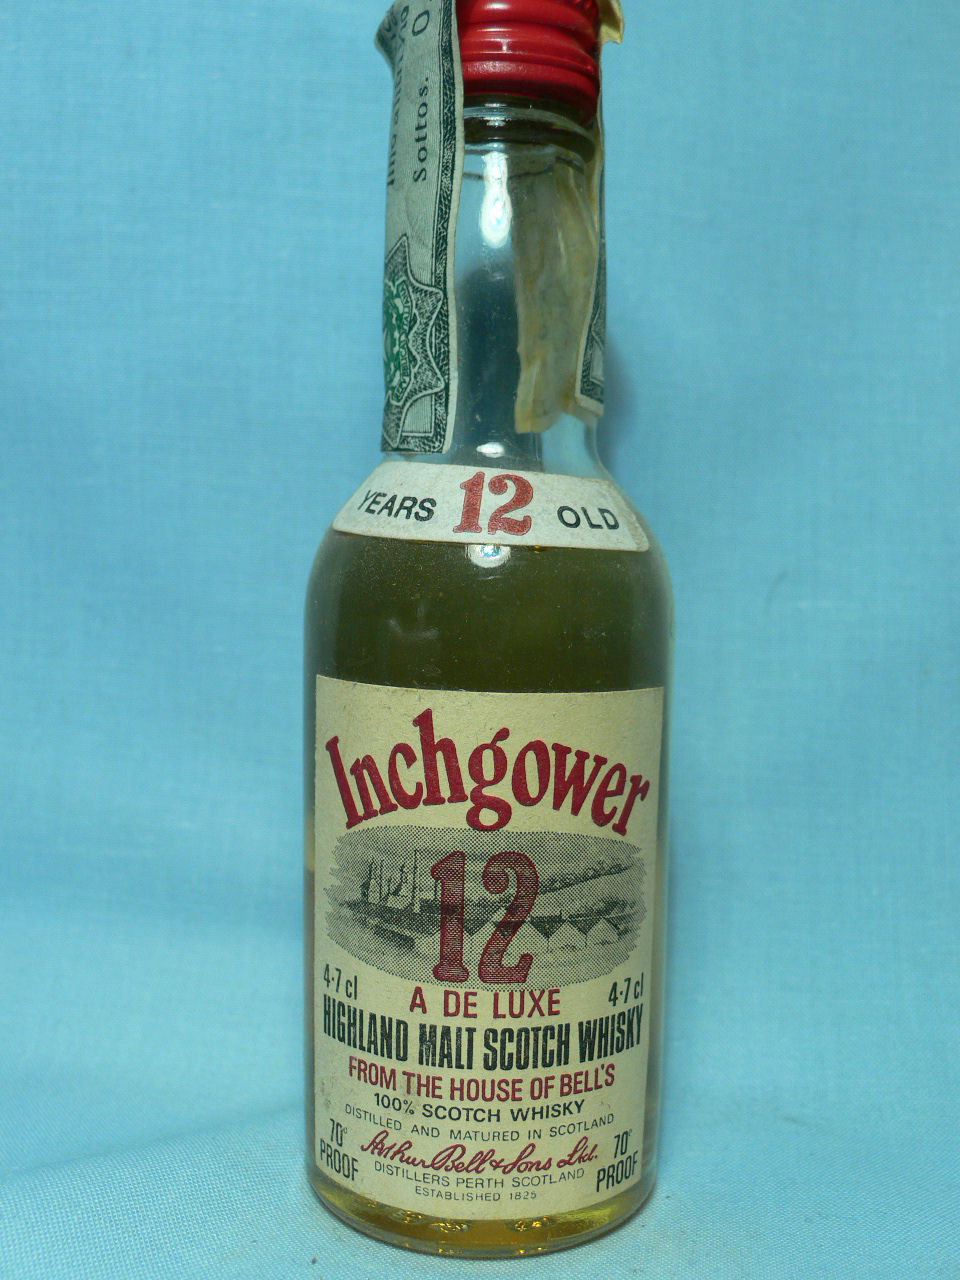 Sottos.
YEARS 12 OLD
Inchgower
12
4·7 cl 4·7 cl
A DE LUXE
HIGHLAND MALT SCOTCH WHISKY
FROM THE HOUSE OF BELL'S
100% SCOTCH WHISKY
DISTILLED AND MATURED IN SCOTLAND
70° PROOF
Arthur Bell & Sons Ltd.
70° PROOF
DISTILLERS PERTH SCOTLAND
ESTABLISHED 1825